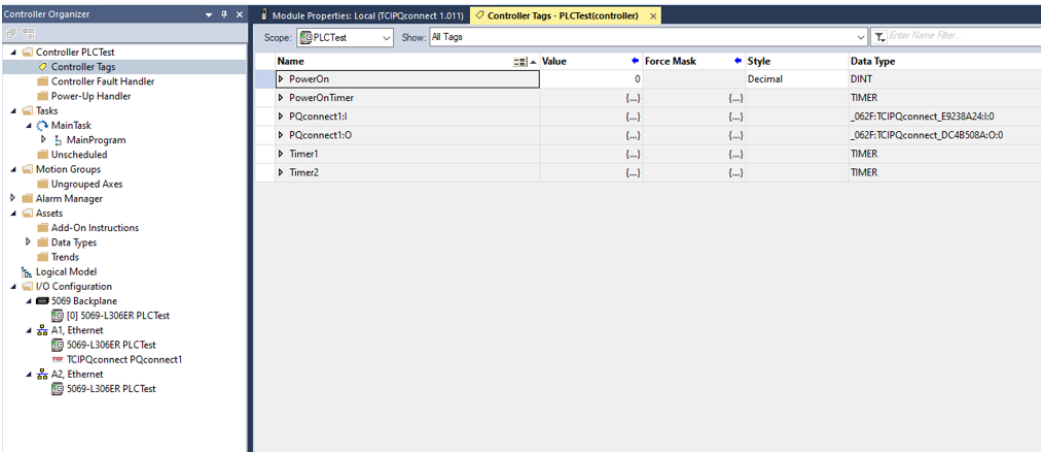 Controller Organizer
Module Properties: Local (TCIPQconnect 1.011)
Controller Tags - PLCTest(controller)
Scope: PLCTest Show: All Tags Enter Name Filter...
Name Value Force Mask Style Data Type
PowerOn 0 Decimal DINT
PowerOnTimer {...} {...} TIMER
PQconnect1:I {...} {...} _062F:TCIPQconnect_E9238A24:I:0
PQconnect1:O {...} {...} _062F:TCIPQconnect_DC4B508A:O:0
Timer1 {...} {...} TIMER
Timer2 {...} {...} TIMER
Controller PLCTest
Controller Tags
Controller Fault Handler
Power-Up Handler
Tasks
MainTask
MainProgram
Unscheduled
Motion Groups
Ungrouped Axes
Alarm Manager
Assets
Add-On Instructions
Data Types
Trends
Logical Model
I/O Configuration
5069 Backplane
[0] 5069-L306ER PLCTest
A1, Ethernet
5069-L306ER PLCTest
TCIPQconnect PQconnect1
A2, Ethernet
5069-L306ER PLCTest